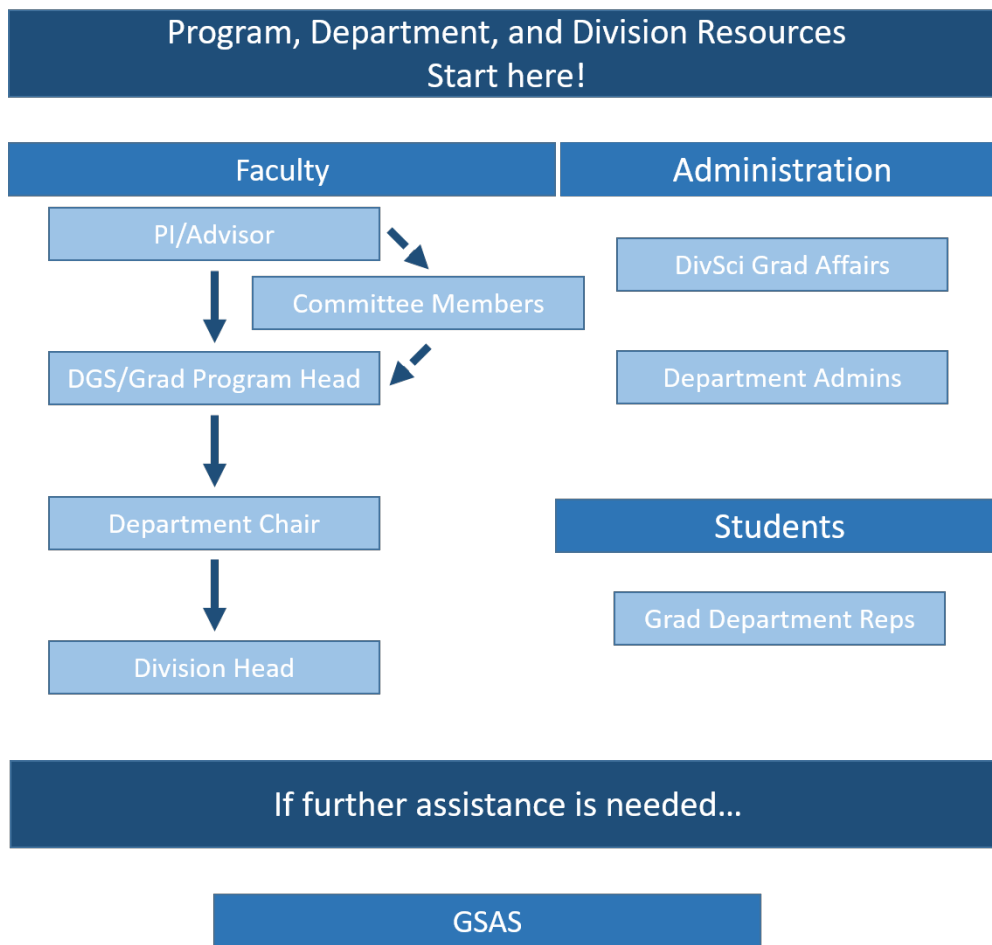 Program, Department, and Division Resources
Start here!
Faculty
Administration
PI/Advisor
DivSci Grad Affairs
Committee Members
DGS/Grad Program Head
Department Admins
Department Chair
Students
Grad Department Reps
Division Head
If further assistance is needed…
GSAS